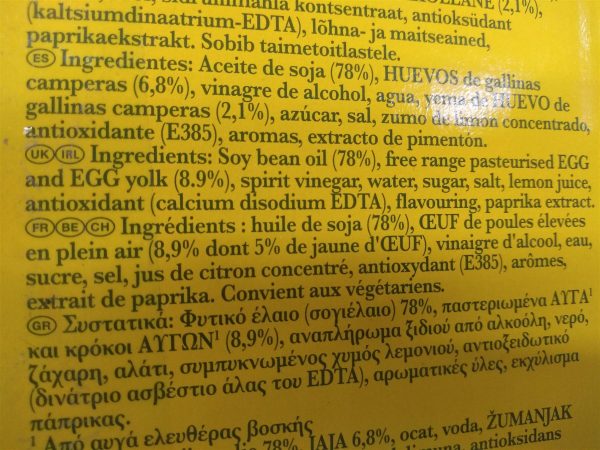 (2,1%),
kontsentraat, antioksüdant
(kaltsiumdinaatrium-EDTA), lõhna- ja maitseained,
paprikaekstrakt. Sobib taimetoitlastele.
ES Ingredientes: Aceite de soja (78%), HUEVOS de gallinas
camperas (6,8%), vinagre de alcohol, agua, yema de HUEVO de
gallinas camperas (2,1%), azúcar, sal, zumo de limon concentrado,
antioxidante (E385), aromas, extracto de pimentón.
UK IRL Ingredients: Soy bean oil (78%), free range pasteurised EGG
and EGG yolk (8.9%), spirit vinegar, water, sugar, salt, lemon juice,
antioxidant (calcium disodium EDTA), flavouring, paprika extract.
FR BE CH Ingrédients : huile de soja (78%), ŒUF de poules élevées
en plein air (8,9% dont 5% de jaune d'ŒUF), vinaigre d'alcool, eau,
sucre, sel, jus de citron concentré, antioxydant (E385), arômes,
extrait de paprika. Convient aux végétariens.
GR Συστατικά: Φυτικό έλαιο (σογιέλαιο) 78%, παστεριωμένα ΑΥΓΑ¹
και κρόκοι ΑΥΓΩΝ¹ (8,9%), αναπλήρωμα ξιδιού από αλκοόλη, νερό,
ζάχαρη, αλάτι, συμπυκνωμένος χυμός λεμονιού, αντιοξειδωτικό
(δινάτριο ασβέστιο άλας του EDTA), αρωματικές ύλες, εκχύλισμα
πάπρικας.
¹ Από αυγά ελευθέρας βοσκής
78%, JAJA 6,8%, ocat, voda, ŽUMANJAK
antioksidans